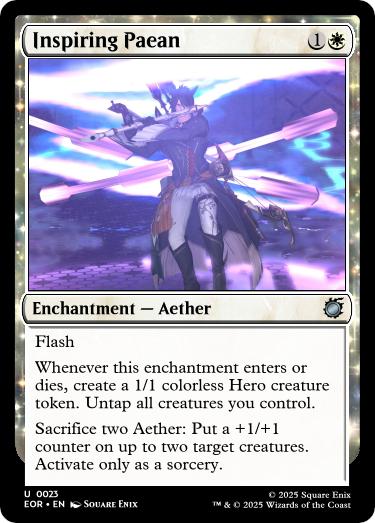 Inspiring Paean 1
Enchantment — Aether
Flash
Whenever this enchantment enters or
dies, create a 1/1 colorless Hero creature
token. Untap all creatures you control.
Sacrifice two Aether: Put a +1/+1
counter on up to two target creatures.
Activate only as a sorcery.
U 0023 © 2025 Square Enix
EOR • EN SQUARE ENIX ™ & © 2025 Wizards of the Coast